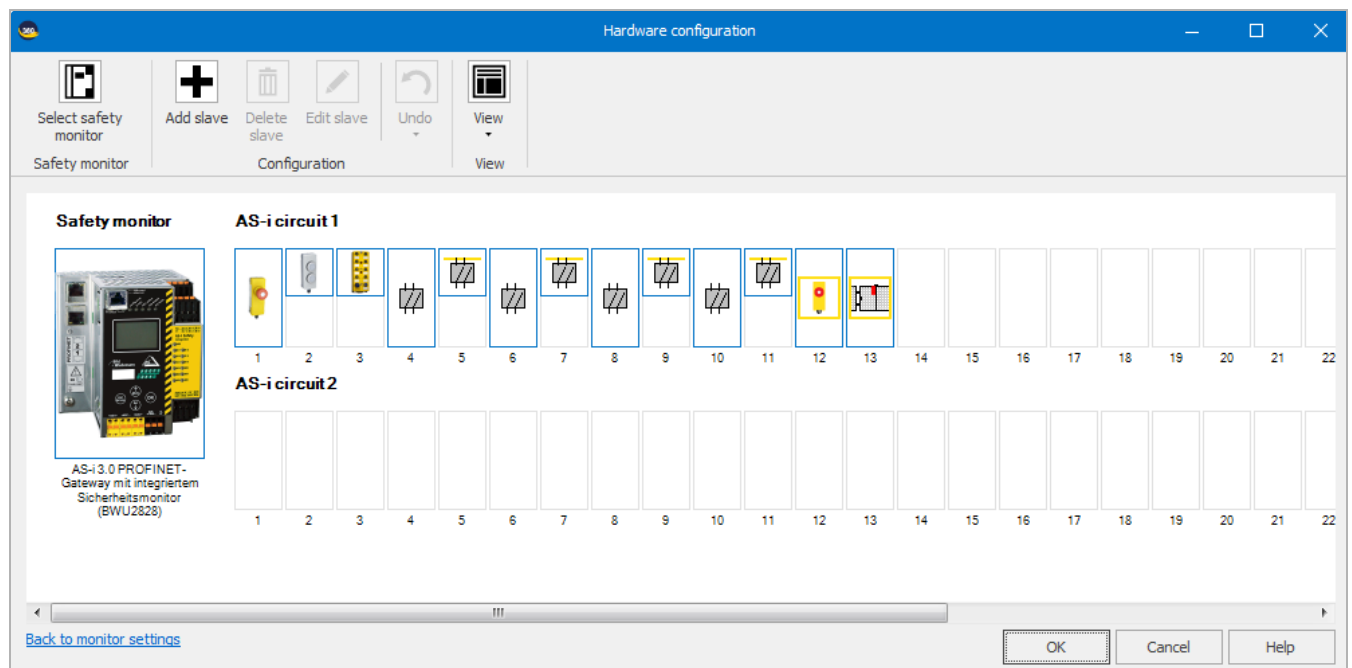 Hardware configuration
Select safety
monitor
Add slave
Delete
slave
Edit slave
Undo
View
Safety monitor
Configuration
View
Safety monitor
AS-i circuit 1
1 2 3 4 5 6 7 8 9 10 11 12 13 14 15 16 17 18 19 20 21 22
AS-i circuit 2
AS-i 3.0 PROFINET-
Gateway mit integriertem
Sicherheitsmonitor
(BWU2828)
1 2 3 4 5 6 7 8 9 10 11 12 13 14 15 16 17 18 19 20 21 22
Back to monitor settings
OK
Cancel
Help